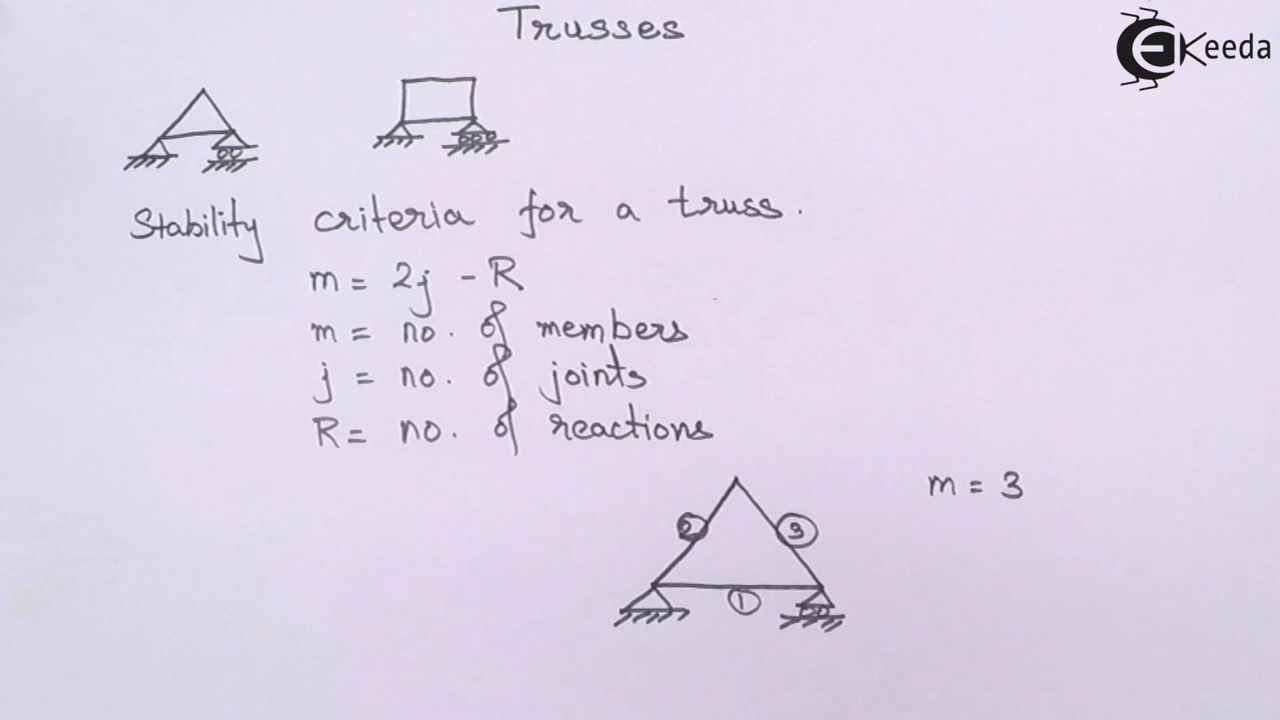 Trusses
EKeeda
Stability criteria for a truss.
m = 2j - R
m = no. of members
j = no. of joints
R = no. of reactions
m = 3
2 3
1